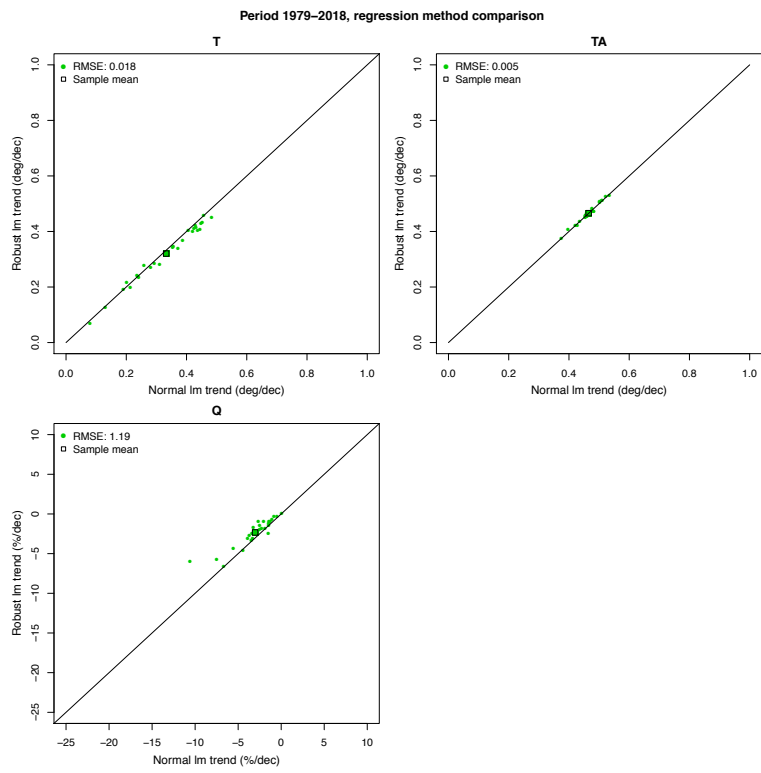 Period 1979–2018, regression method comparison
T
RMSE: 0.018
Sample mean
Robust lm trend (deg/dec)
0.0 0.2 0.4 0.6 0.8 1.0
0.0 0.2 0.4 0.6 0.8 1.0
Normal lm trend (deg/dec)
TA
RMSE: 0.005
Sample mean
Robust lm trend (deg/dec)
0.0 0.2 0.4 0.6 0.8 1.0
0.0 0.2 0.4 0.6 0.8 1.0
Normal lm trend (deg/dec)
Q
RMSE: 1.19
Sample mean
Robust lm trend (%/dec)
−25 −20 −15 −10 −5 0 5 10
−25 −20 −15 −10 −5 0 5 10
Normal lm trend (%/dec)